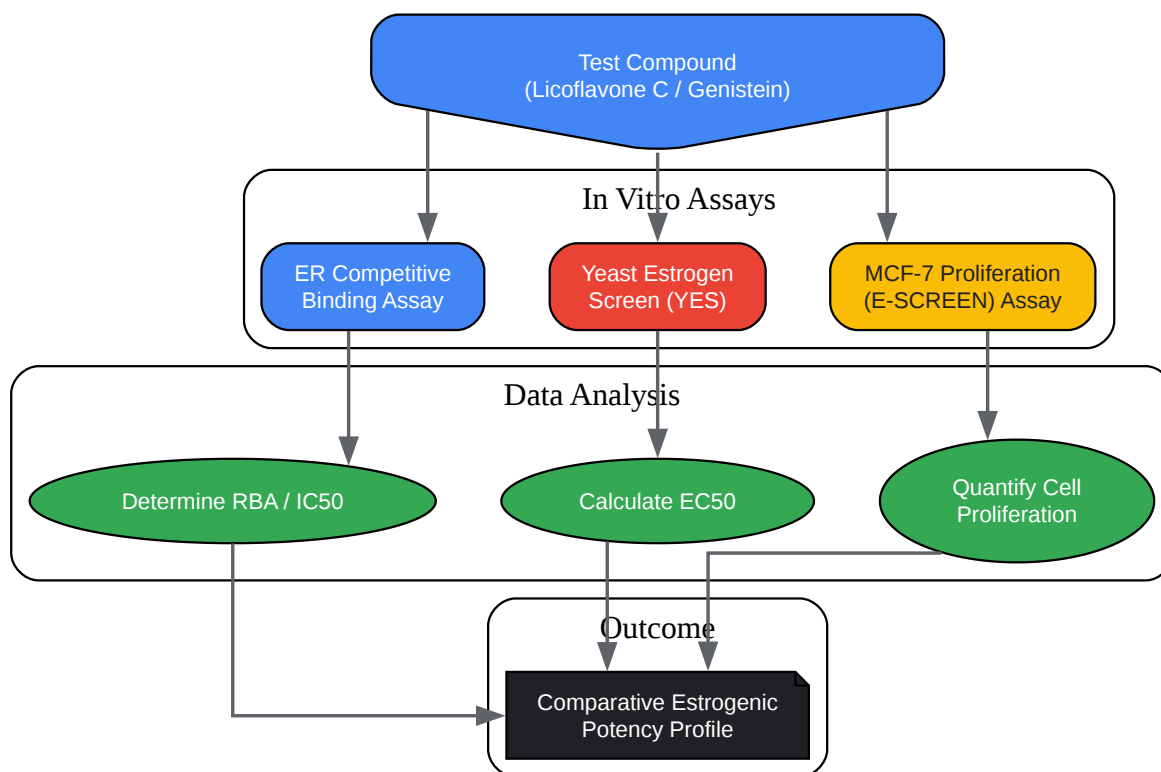 Test Compound
(Licoflavone C / Genistein)
In Vitro Assays
ER Competitive
Binding Assay
Yeast Estrogen
Screen (YES)
MCF-7 Proliferation
(E-SCREEN) Assay
Data Analysis
Determine RBA / IC50
Calculate EC50
Quantify Cell
Proliferation
Outcome
Comparative Estrogenic
Potency Profile